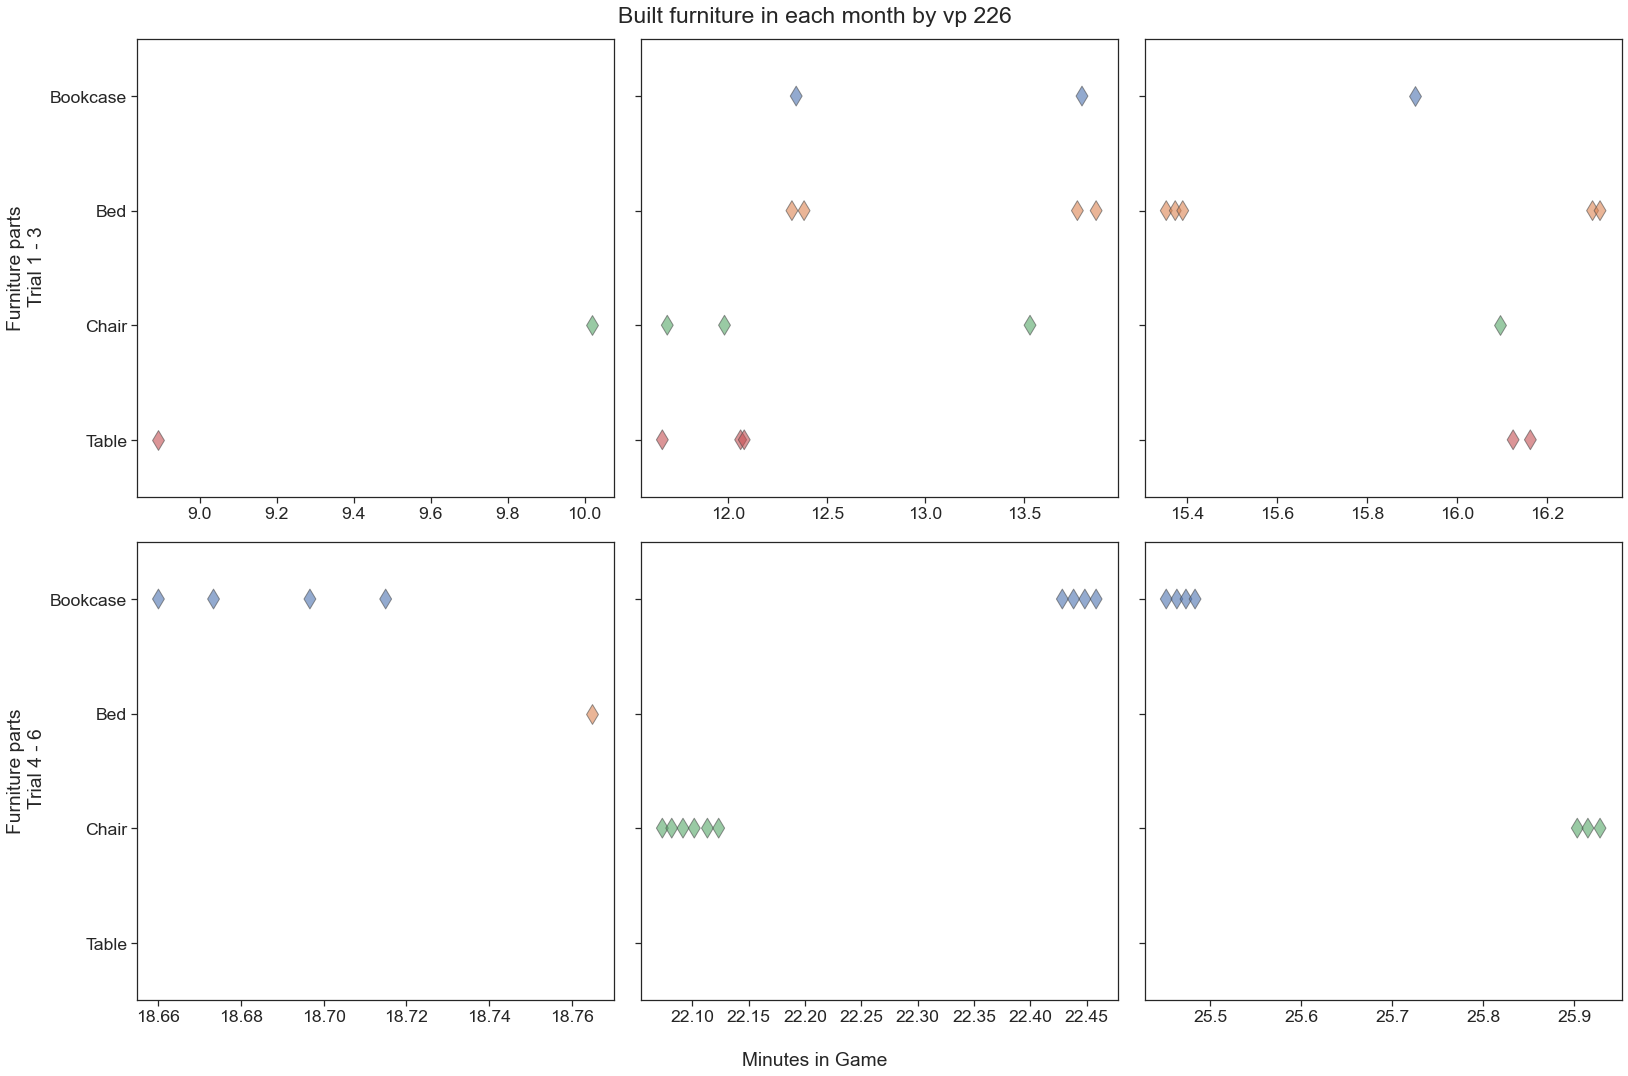 Built furniture in each month by vp 226
Furniture parts
Trial 1 - 3
Bookcase
Bed
Chair
Table
9.0 9.2 9.4 9.6 9.8 10.0
12.0 12.5 13.0 13.5
15.4 15.6 15.8 16.0 16.2
Furniture parts
Trial 4 - 6
Bookcase
Bed
Chair
Table
18.66 18.68 18.70 18.72 18.74 18.76
22.10 22.15 22.20 22.25 22.30 22.35 22.40 22.45
25.5 25.6 25.7 25.8 25.9
Minutes in Game